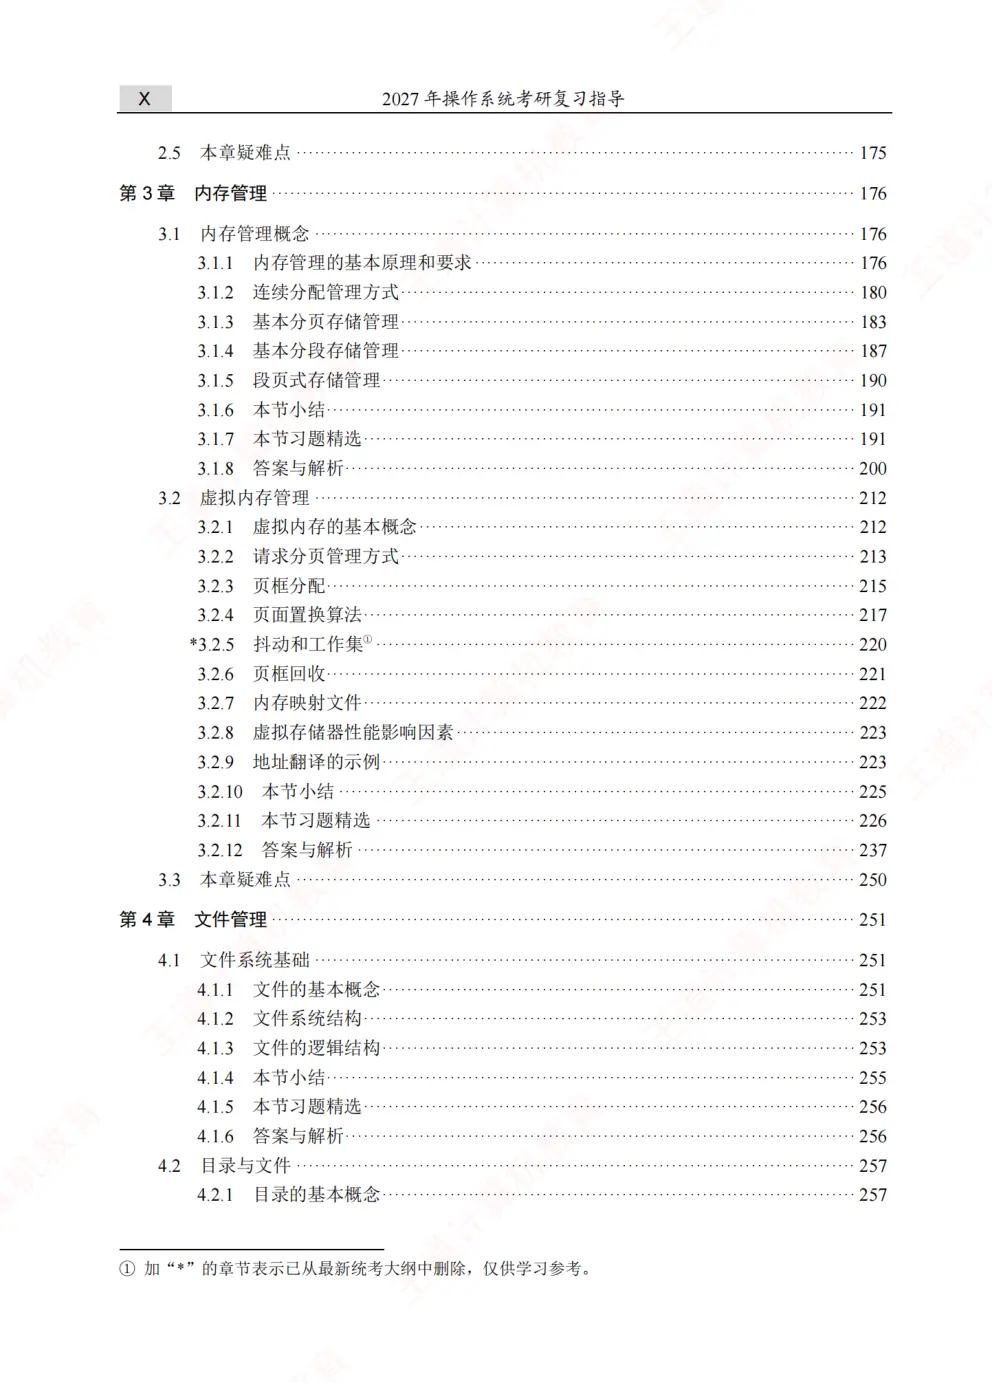 X 2027 年操作系统考研复习指导
2.5 本章疑难点 175
第 3 章 内存管理 176
3.1 内存管理概念 176
3.1.1 内存管理的基本原理和要求 176
3.1.2 连续分配管理方式 180
3.1.3 基本分页存储管理 183
3.1.4 基本分段存储管理 187
3.1.5 段页式存储管理 190
3.1.6 本节小结 191
3.1.7 本节习题精选 191
3.1.8 答案与解析 200
3.2 虚拟内存管理 212
3.2.1 虚拟内存的基本概念 212
3.2.2 请求分页管理方式 213
3.2.3 页框分配 215
3.2.4 页面置换算法 217
*3.2.5 抖动和工作集① 220
3.2.6 页框回收 221
3.2.7 内存映射文件 222
3.2.8 虚拟存储器性能影响因素 223
3.2.9 地址翻译的示例 223
3.2.10 本节小结 225
3.2.11 本节习题精选 226
3.2.12 答案与解析 237
3.3 本章疑难点 250
第 4 章 文件管理 251
4.1 文件系统基础 251
4.1.1 文件的基本概念 251
4.1.2 文件系统结构 253
4.1.3 文件的逻辑结构 253
4.1.4 本节小结 255
4.1.5 本节习题精选 256
4.1.6 答案与解析 256
4.2 目录与文件 257
4.2.1 目录的基本概念 257
① 加“*”的章节表示已从最新统考大纲中删除，仅供学习参考。
王道计算机教育